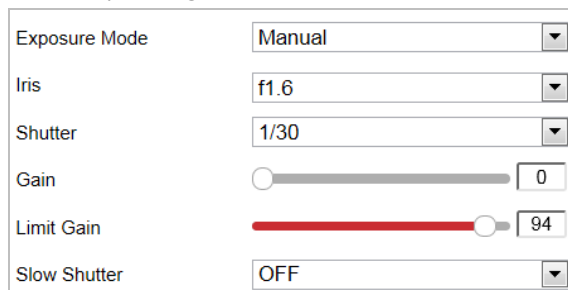 Exposure Mode Manual
Iris f1.6
Shutter 1/30
Gain 0
Limit Gain 94
Slow Shutter OFF